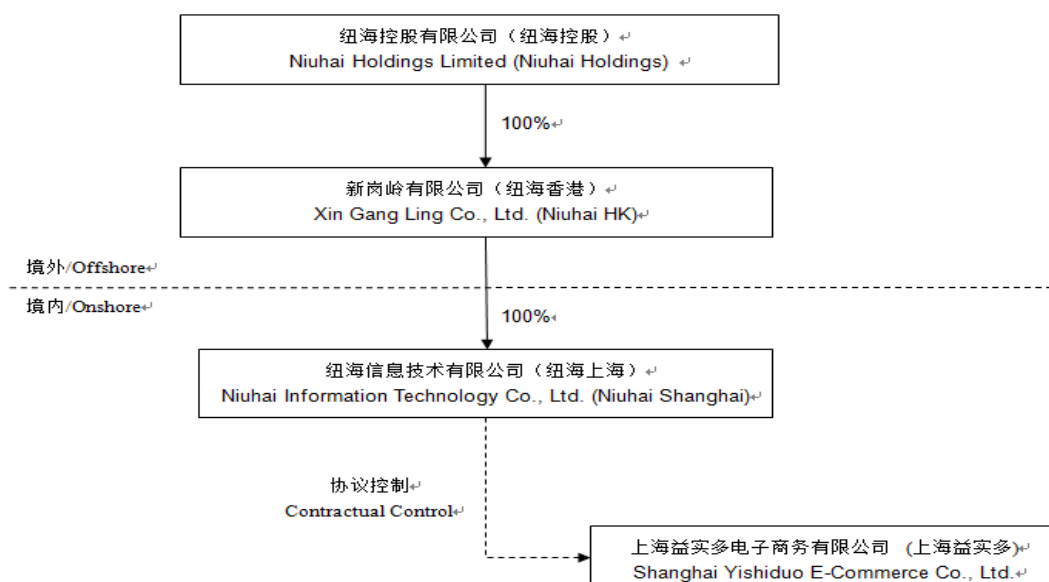 纽海控股有限公司（纽海控股）↵
Niuhai Holdings Limited (Niuhai Holdings) ↵
100%↵
新岗岭有限公司（纽海香港）↵
Xin Gang Ling Co., Ltd. (Niuhai HK)↵
境外/Offshore↵
境内/Onshore↵
100%↵
纽海信息技术有限公司（纽海上海）↵
Niuhai Information Technology Co., Ltd. (Niuhai Shanghai)↵
协议控制↵
Contractual Control↵
上海益实多电子商务有限公司 (上海益实多)↵
Shanghai Yishiduo E-Commerce Co., Ltd.↵